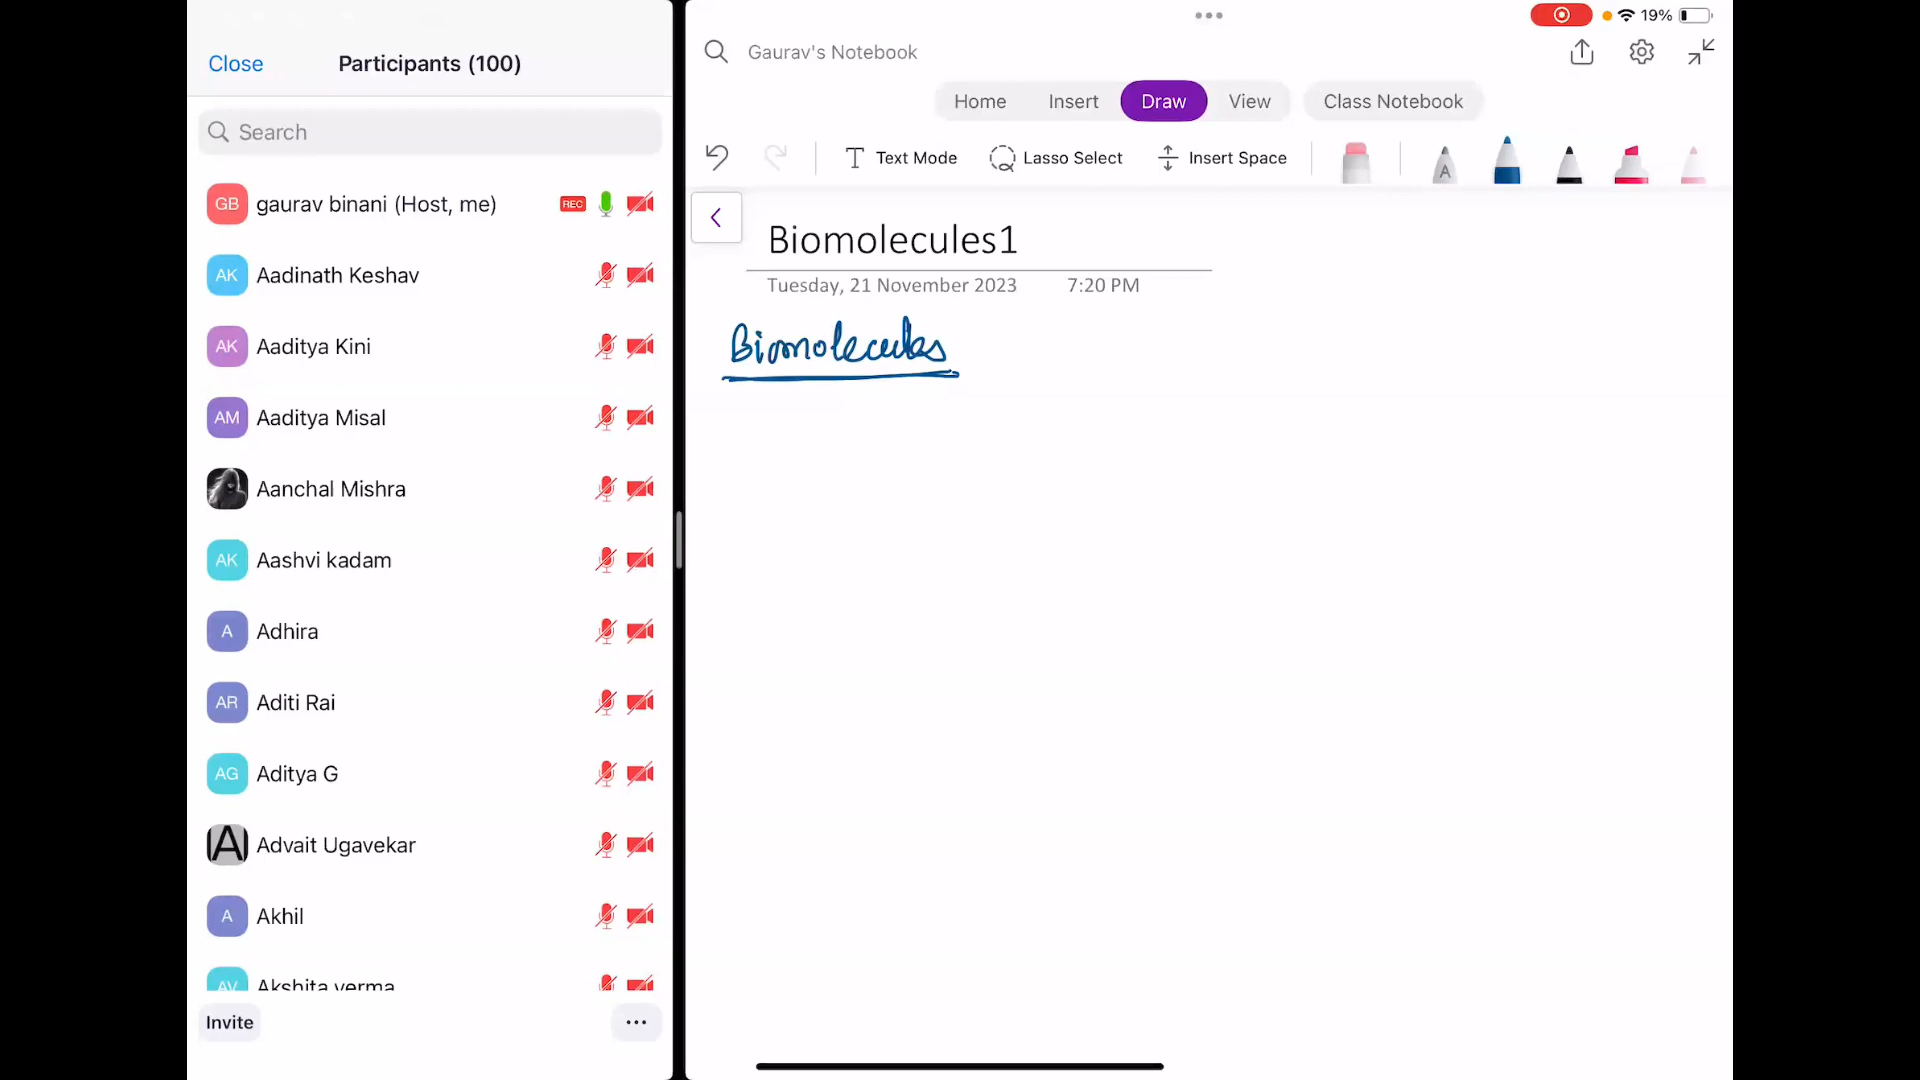 19%
Close Participants (100)
Search
GB gaurav binani (Host, me) REC
AK Aadinath Keshav
AK Aaditya Kini
AM Aaditya Misal
Aanchal Mishra
AK Aashvi kadam
A Adhira
AR Aditi Rai
AG Aditya G
A Advait Ugavekar
A Akhil
AV Akshita verma
Invite
Gaurav's Notebook
Home Insert Draw View Class Notebook
Text Mode Lasso Select Insert Space A
Biomolecules1
Tuesday, 21 November 2023 7:20 PM
Biomolecules